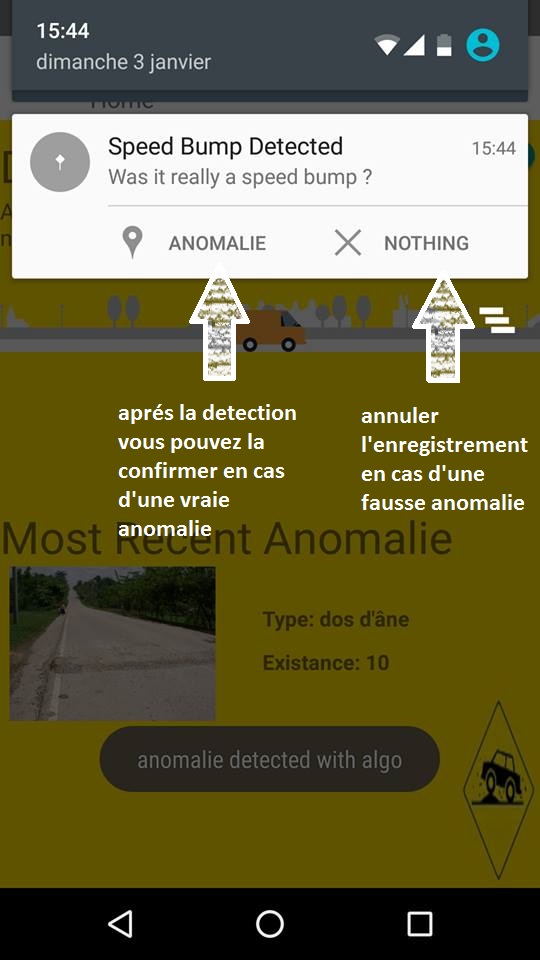 15:44
dimanche 3 janvier
Home
Speed Bump Detected
15:44
Was it really a speed bump ?
ANOMALIE
NOTHING
aprés la detection
vous pouvez la
confirmer en cas
d'une vraie
anomalie
annuler
l'enregistrement
en cas d'une
fausse anomalie
Most Recent Anomalie
Type: dos d'âne
Existance: 10
anomalie detected with algo